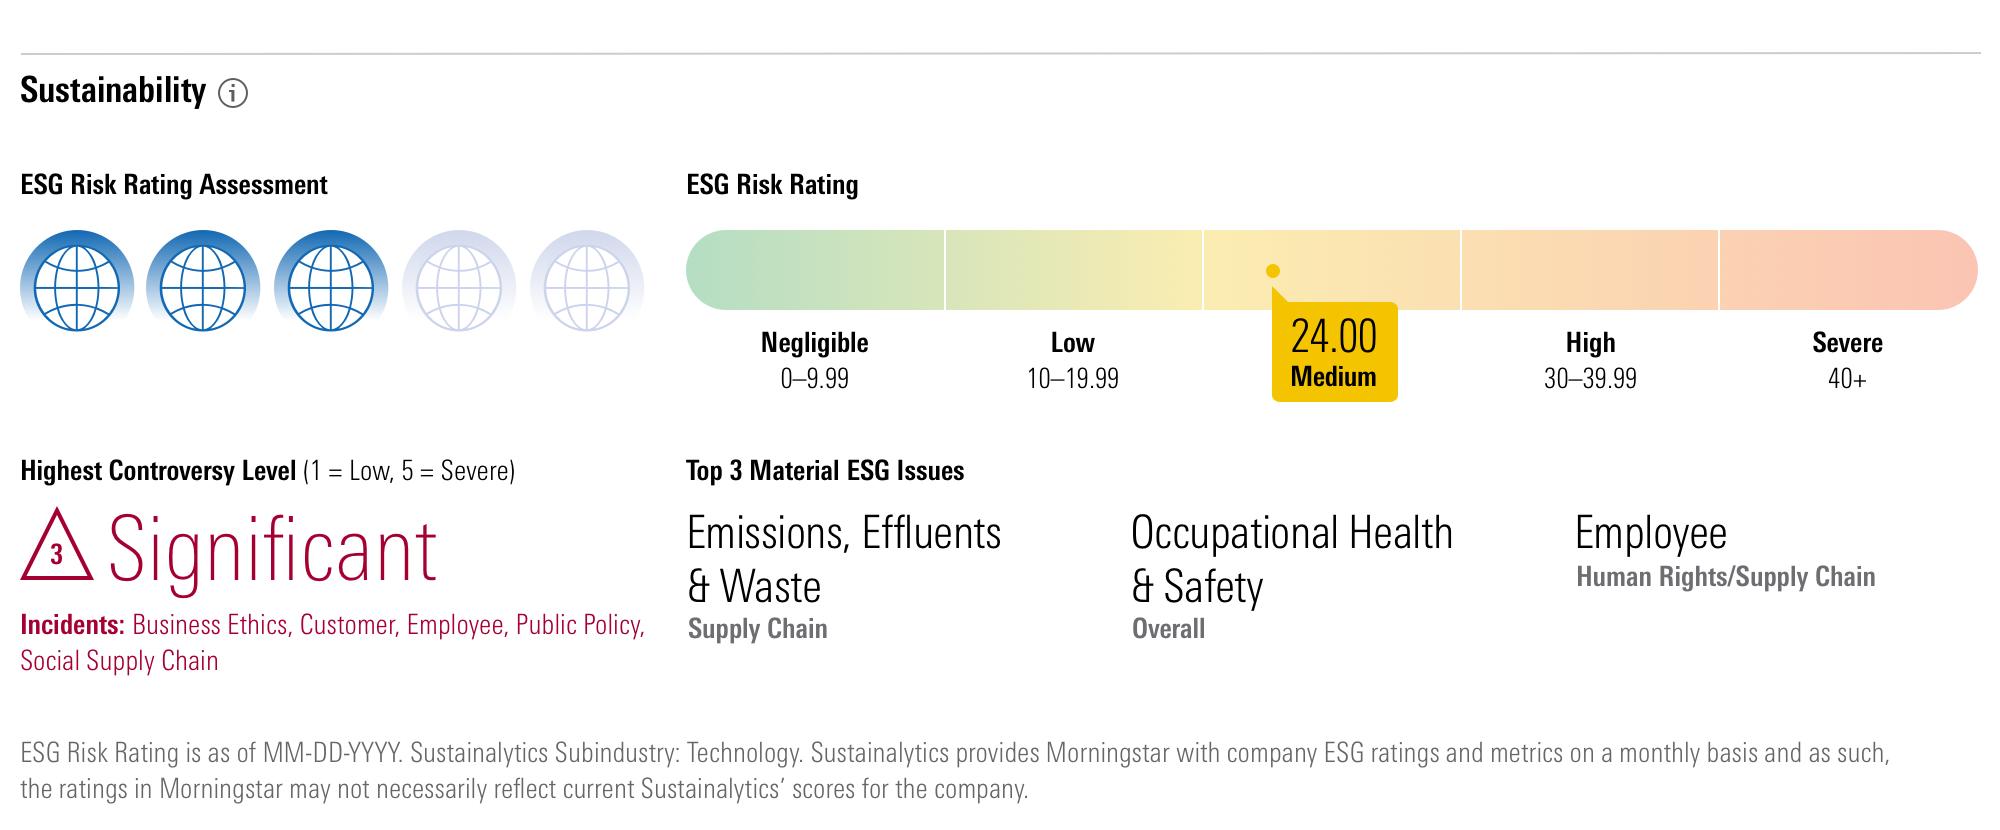 Sustainability i
ESG Risk Rating Assessment
ESG Risk Rating
24.00
Negligible
0–9.99
Low
10–19.99
Medium
High
30–39.99
Severe
40+
Highest Controversy Level (1 = Low, 5 = Severe)
3 Significant
Incidents: Business Ethics, Customer, Employee, Public Policy,
Social Supply Chain
Top 3 Material ESG Issues
Emissions, Effluents
& Waste
Supply Chain
Occupational Health
& Safety
Overall
Employee
Human Rights/Supply Chain
ESG Risk Rating is as of MM-DD-YYYY. Sustainalytics Subindustry: Technology. Sustainalytics provides Morningstar with company ESG ratings and metrics on a monthly basis and as such,
the ratings in Morningstar may not necessarily reflect current Sustainalytics’ scores for the company.